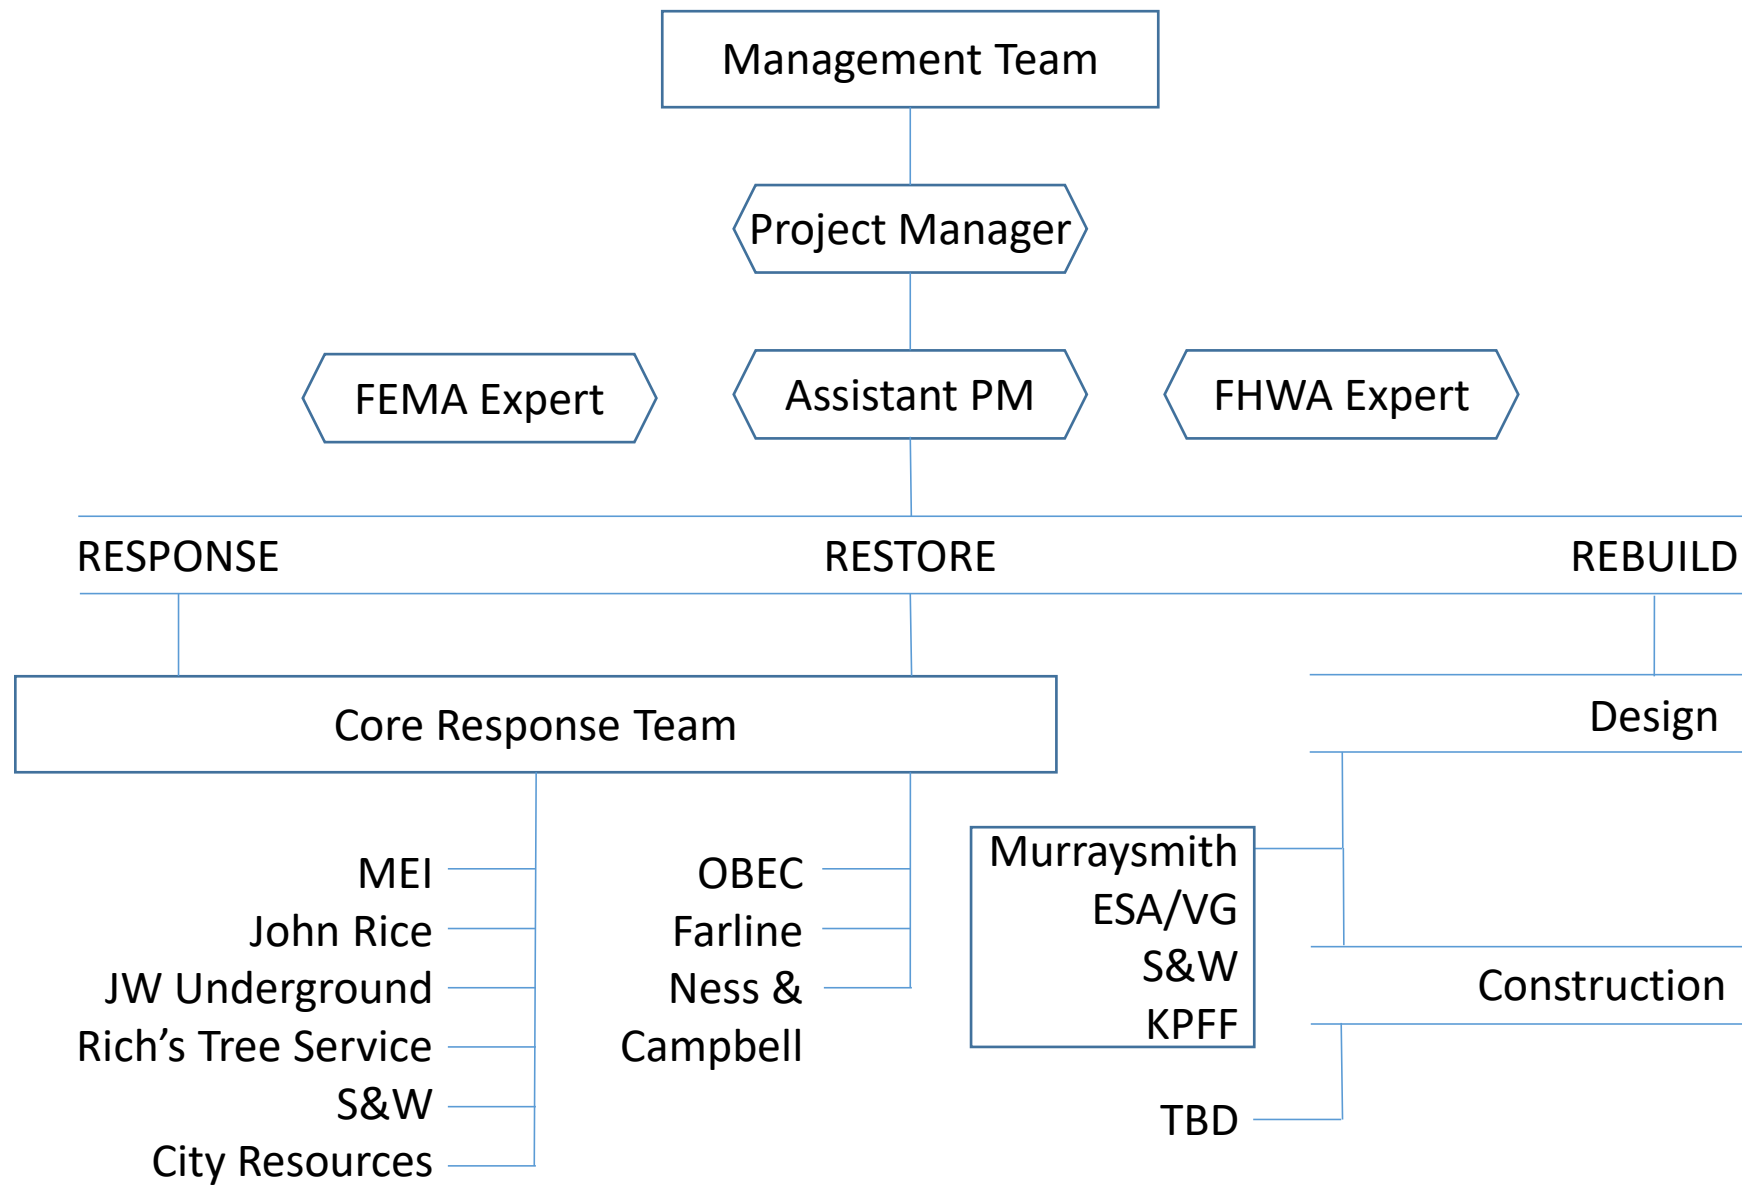 Management Team
Project Manager
FEMA Expert
Assistant PM
FHWA Expert
RESPONSE
RESTORE
REBUILD
Core Response Team
Design
MEI
John Rice
JW Underground
Rich’s Tree Service
S&W
City Resources
OBEC
Farline
Ness &
Campbell
Murraysmith
ESA/VG
S&W
KPFF
Construction
TBD